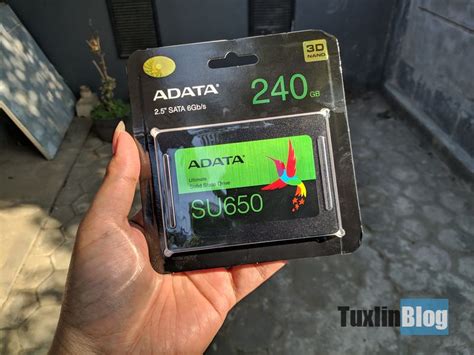 3D
NAND
ADATA
2.5" SATA 6Gb/s
240 GB
ADATA
Ultimate
Solid State Drive
SU650
TuxlinBlog